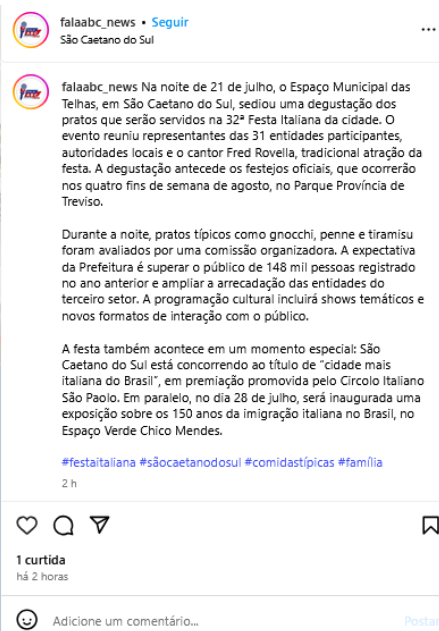 falaabc_news • Seguir
São Caetano do Sul
falaabc_news Na noite de 21 de julho, o Espaço Municipal das
Telhas, em São Caetano do Sul, sediou uma degustação dos
pratos que serão servidos na 32ª Festa Italiana da cidade. O
evento reuniu representantes das 31 entidades participantes,
autoridades locais e o cantor Fred Rovella, tradicional atração da
festa. A degustação antecede os festejos oficiais, que ocorrerão
nos quatro fins de semana de agosto, no Parque Província de
Treviso.
Durante a noite, pratos típicos como gnocchi, penne e tiramisu
foram avaliados por uma comissão organizadora. A expectativa
da Prefeitura é superar o público de 148 mil pessoas registrado
no ano anterior e ampliar a arrecadação das entidades do
terceiro setor. A programação cultural incluirá shows temáticos e
novos formatos de interação com o público.
A festa também acontece em um momento especial: São
Caetano do Sul está concorrendo ao título de "cidade mais
italiana do Brasil", em premiação promovida pelo Circolo Italiano
São Paolo. Em paralelo, no dia 28 de julho, será inaugurada uma
exposição sobre os 150 anos da imigração italiana no Brasil, no
Espaço Verde Chico Mendes.
#festaitaliana #sãocaetanodosul #comidastípicas #família
2 h
1 curtida
há 2 horas
Adicione um comentário...
Postar